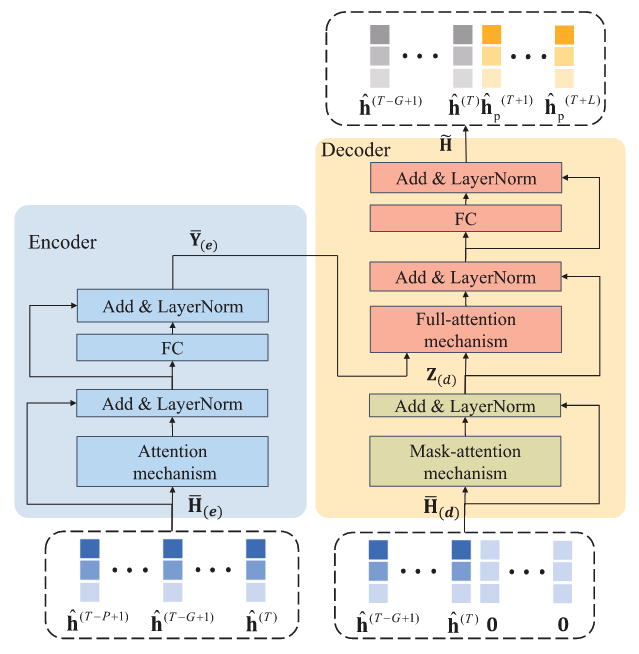 ĥ^(T−G+1) ĥ^(T) ĥ_p^(T+1) ĥ_p^(T+L)
H̃
Decoder
Add & LayerNorm
FC
Add & LayerNorm
Full-attention
mechanism
Z_(d)
Add & LayerNorm
Mask-attention
mechanism
H̅_(d)
Encoder
Y̅_(e)
Add & LayerNorm
FC
Add & LayerNorm
Attention
mechanism
H̅_(e)
ĥ^(T−P+1) ĥ^(T−G+1) ĥ^(T)
ĥ^(T−G+1) ĥ^(T) 0 0